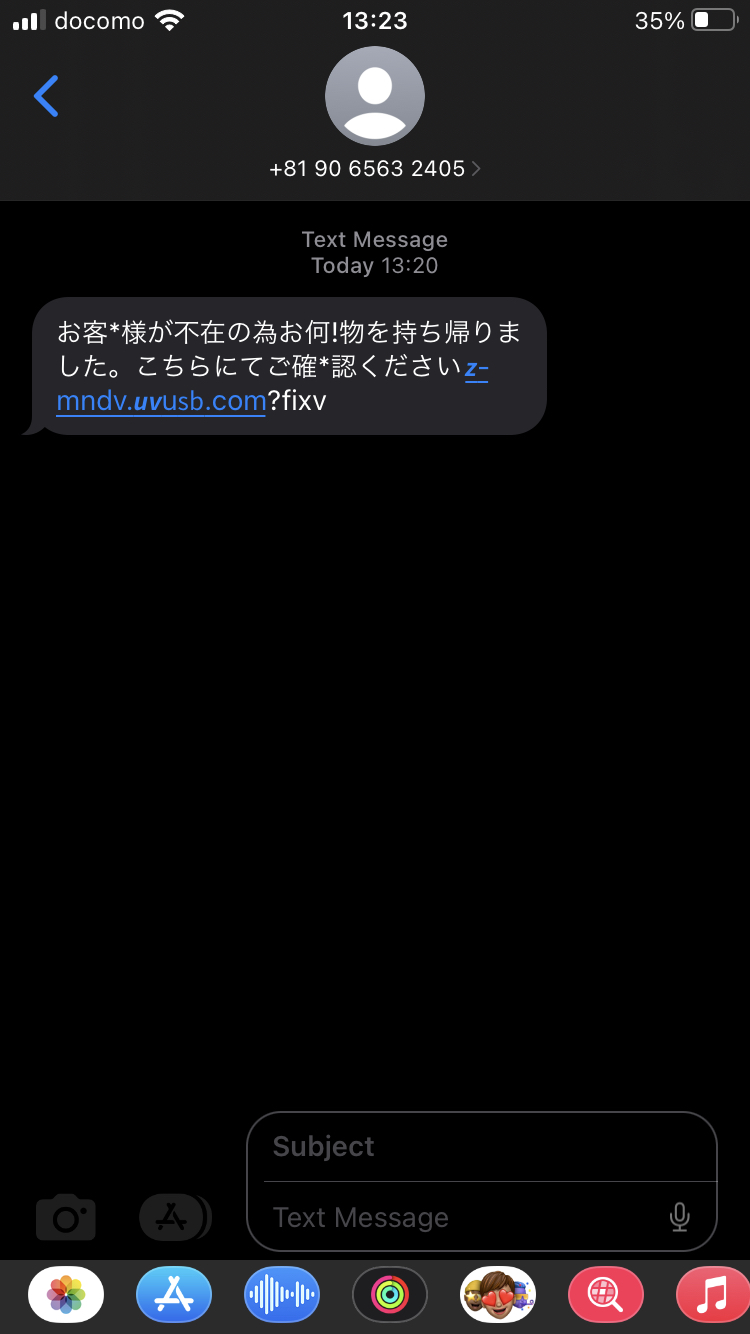 docomo 13:23 35%
+81 90 6563 2405
Text Message
Today 13:20
お客*様が不在の為お何!物を持ち帰りま
した。こちらにてご確*認ください z-
mndv.uvusb.com?fixv
Subject
Text Message